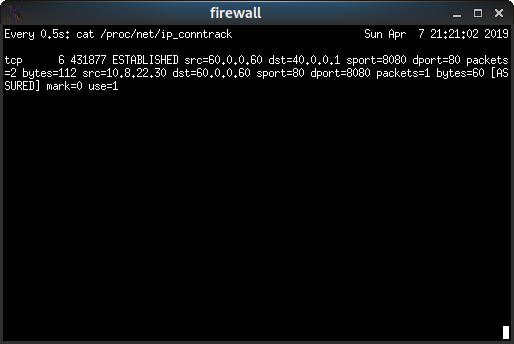 firewall
Every 0.5s: cat /proc/net/ip_conntrack Sun Apr 7 21:21:02 2019
tcp 6 431877 ESTABLISHED src=60.0.0.60 dst=40.0.0.1 sport=8080 dport=80 packets
=2 bytes=112 src=10.8.22.30 dst=60.0.0.60 sport=80 dport=8080 packets=1 bytes=60 [AS
SURED] mark=0 use=1